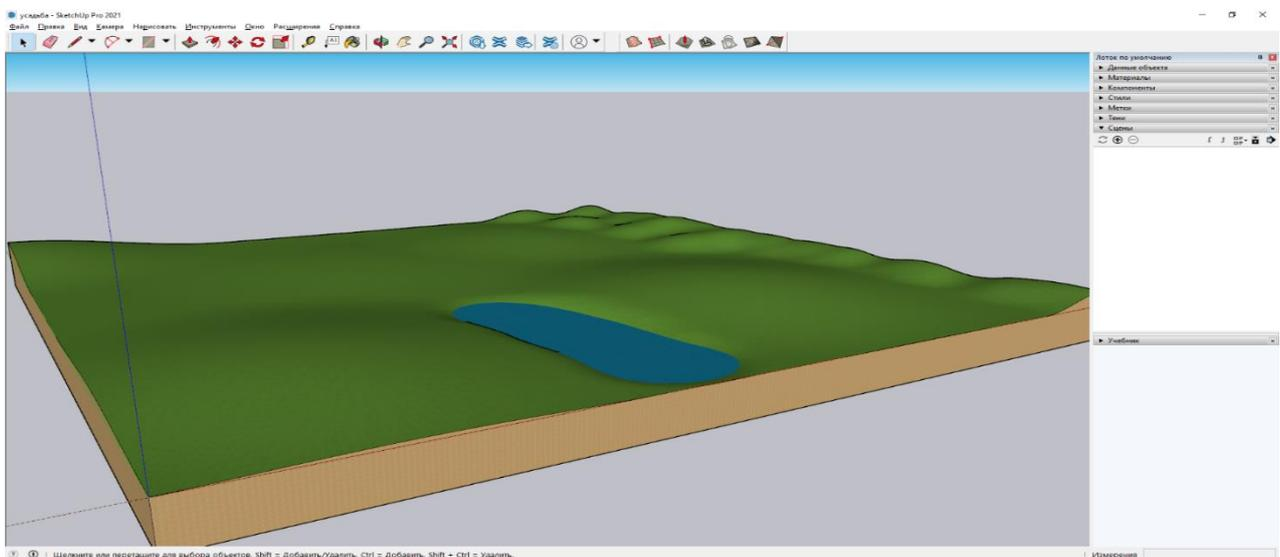 усадьба - SketchUp Pro 2021
Файл Правка Вид Камера Нарисовать Инструменты Окно Расширения Справка
Лоток по умолчанию
Данные объекта
Материалы
Компоненты
Стили
Метки
Тени
Сцены
Учебник
Щелкните или перетащите для выбора объектов. Shift = Добавить/Удалить. Ctrl = Добавить. Shift + Ctrl = Удалить.
Измерения